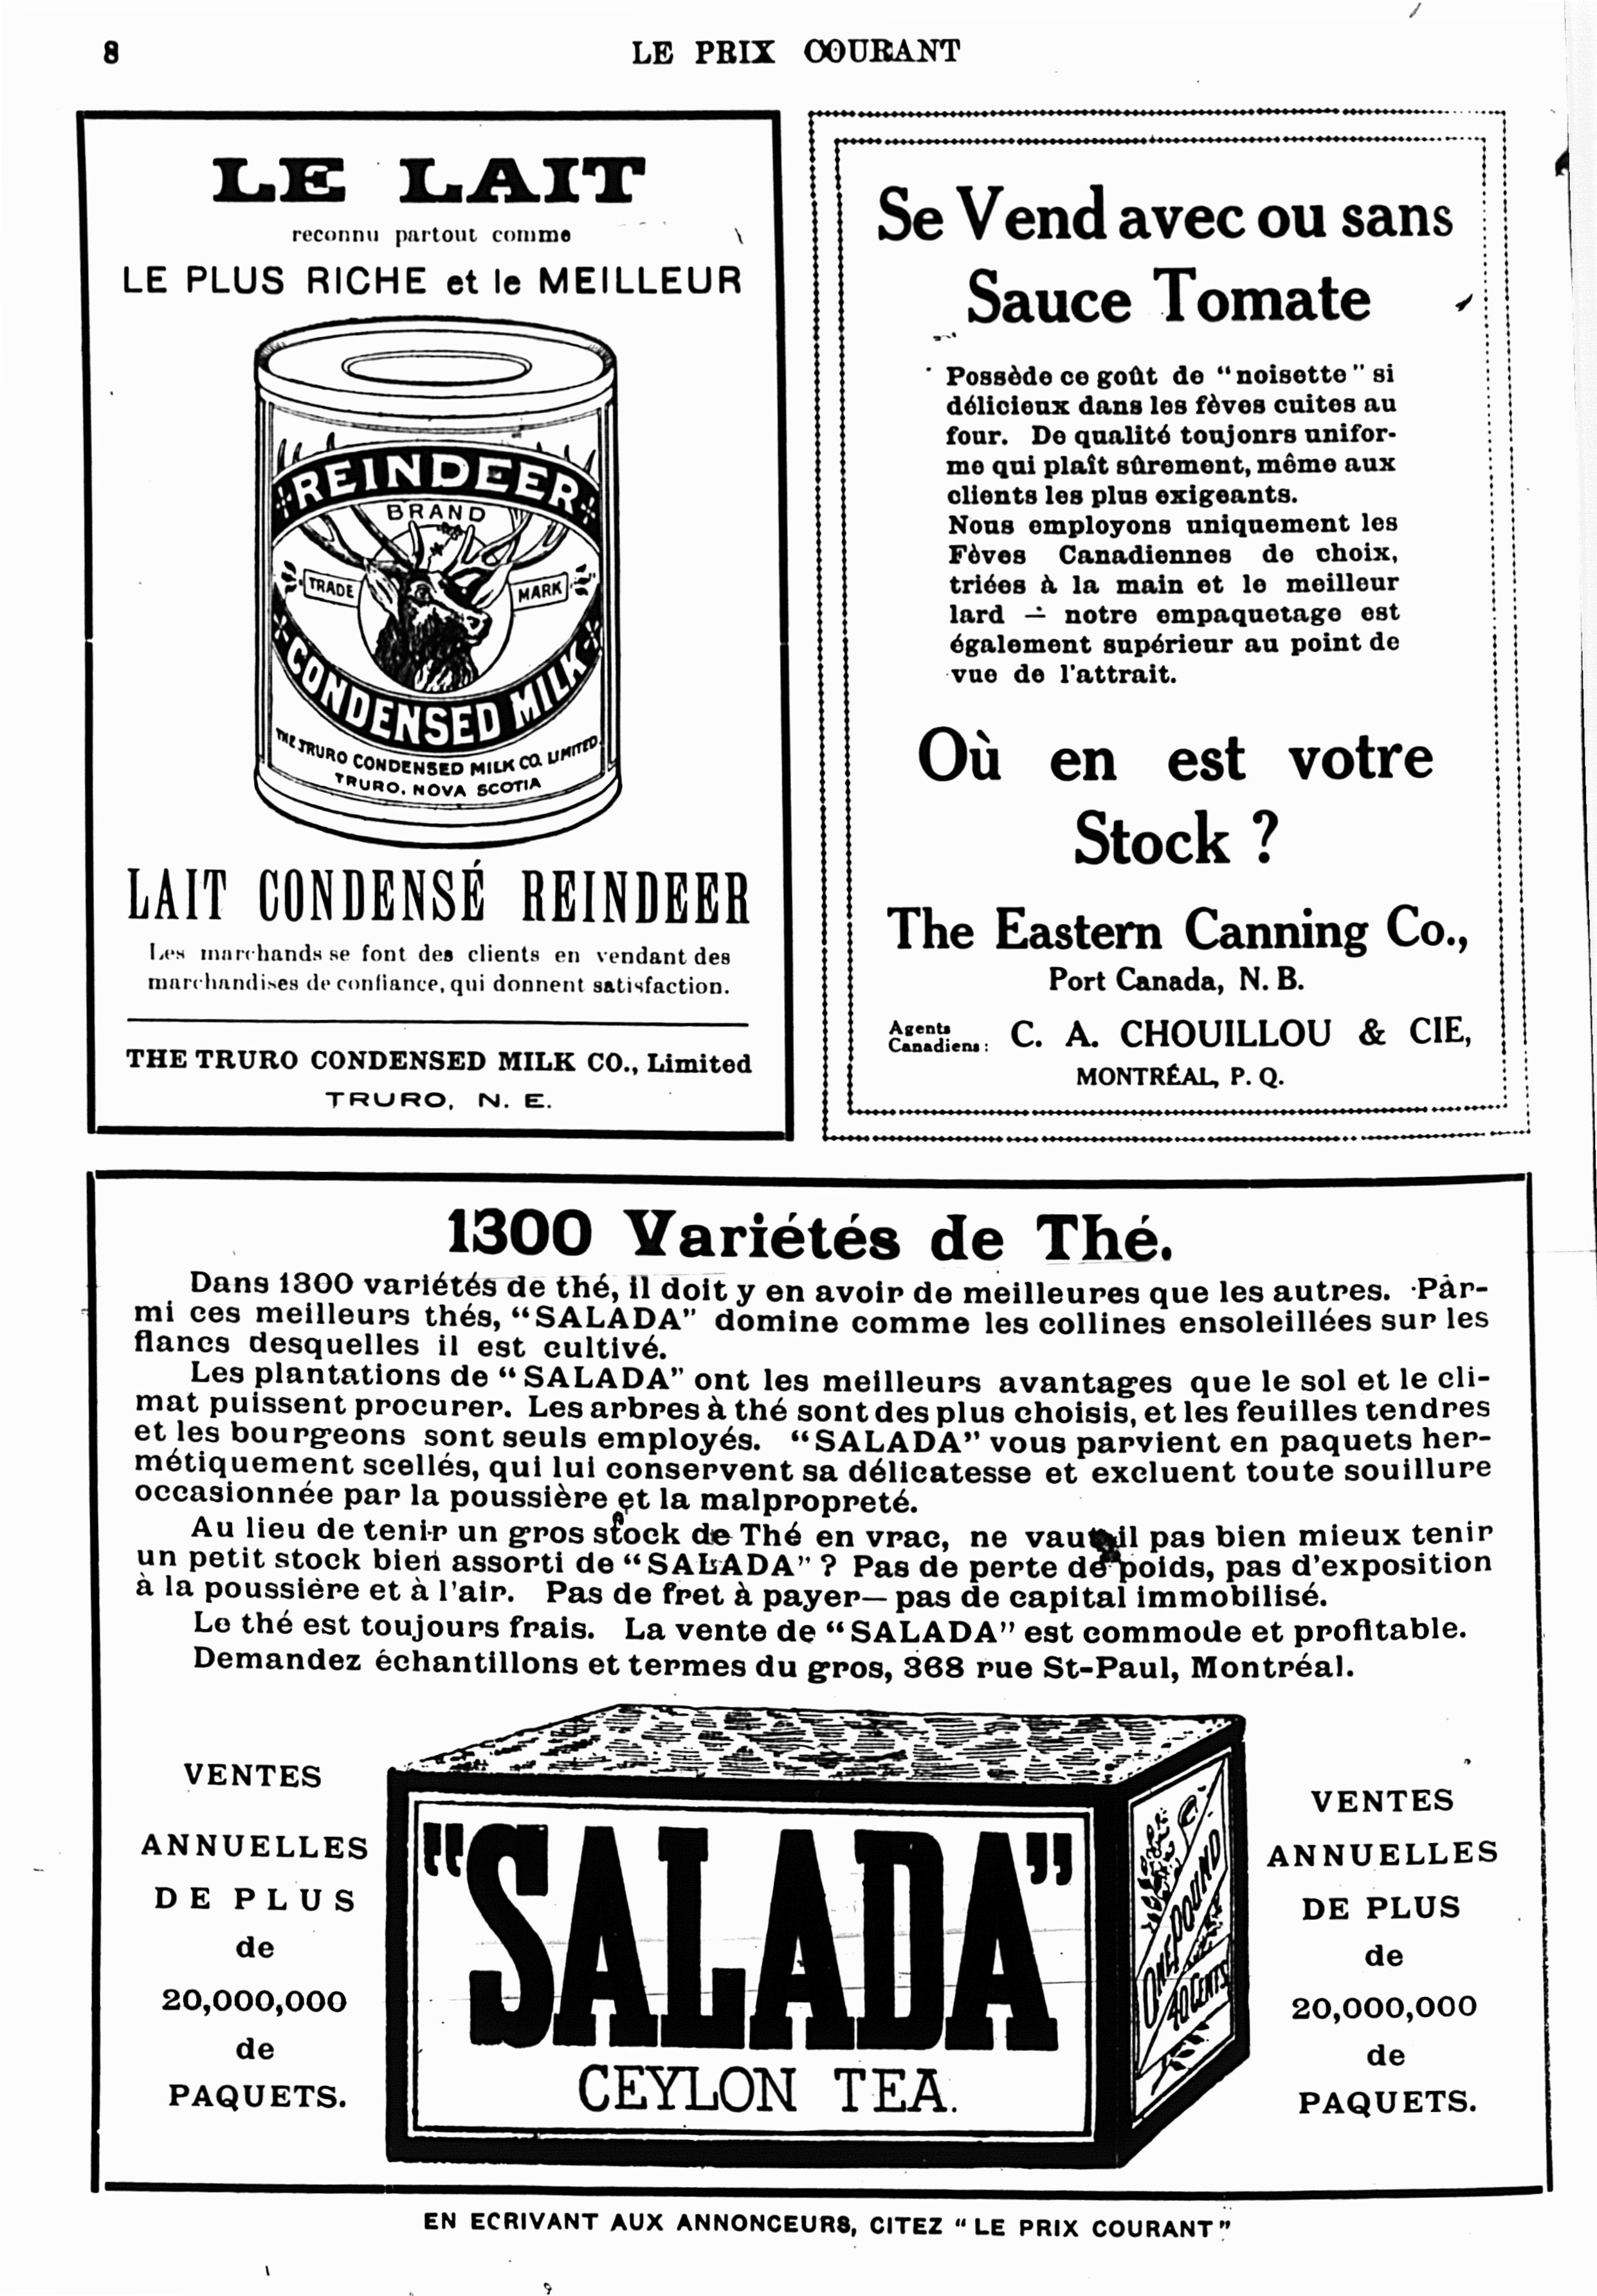 8
LE PRIX COURANT
LE LAIT
reconnu partout comme
LE PLUS RICHE et le MEILLEUR
REINDEER
BRAND
TRADE MARK
CONDENSED MILK
THE TRURO CONDENSED MILK CO. LIMITED
TRURO, NOVA SCOTIA
LAIT CONDENSÉ REINDEER
Les marchands se font des clients en vendant des
marchandises de confiance, qui donnent satisfaction.
THE TRURO CONDENSED MILK CO., Limited
TRURO, N. E.
Se Vend avec ou sans
Sauce Tomate
Possède ce goût de "noisette" si
délicieux dans les fèves cuites au
four. De qualité toujonrs unifor-
me qui plaît sûrement, même aux
clients les plus exigeants.
Nous employons uniquement les
Fèves Canadiennes de choix,
triées à la main et le meilleur
lard — notre empaquetage est
également supérieur au point de
vue de l'attrait.
Où en est votre
Stock ?
The Eastern Canning Co.,
Port Canada, N. B.
Agents
Canadiens: C. A. CHOUILLOU & CIE,
MONTRÉAL, P. Q.
1300 Variétés de Thé.
Dans 1300 variétés de thé, il doit y en avoir de meilleures que les autres. Par-
mi ces meilleurs thés, "SALADA" domine comme les collines ensoleillées sur les
flancs desquelles il est cultivé.
Les plantations de "SALADA" ont les meilleurs avantages que le sol et le cli-
mat puissent procurer. Les arbres à thé sont des plus choisis, et les feuilles tendres
et les bourgeons sont seuls employés. "SALADA" vous parvient en paquets her-
métiquement scellés, qui lui conservent sa délicatesse et excluent toute souillure
occasionnée par la poussière et la malpropreté.
Au lieu de tenir un gros stock de Thé en vrac, ne vaut-il pas bien mieux tenir
un petit stock bien assorti de "SALADA" ? Pas de perte de poids, pas d'exposition
à la poussière et à l'air. Pas de fret à payer— pas de capital immobilisé.
Le thé est toujours frais. La vente de "SALADA" est commode et profitable.
Demandez échantillons et termes du gros, 368 rue St-Paul, Montréal.
VENTES
ANNUELLES
DE PLUS
de
20,000,000
de
PAQUETS.
"SALADA"
CEYLON TEA.
ONE POUND
40 CENTS
VENTES
ANNUELLES
DE PLUS
de
20,000,000
de
PAQUETS.
EN ECRIVANT AUX ANNONCEURS, CITEZ "LE PRIX COURANT"